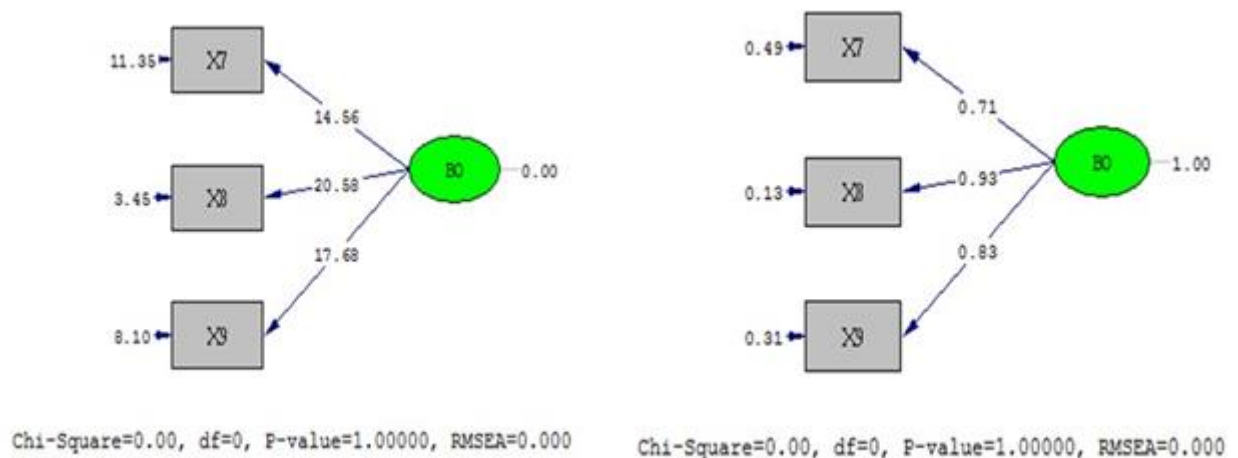 X7
11.35
14.56
X8
3.45
20.58
B0
0.00
17.68
X9
8.10
Chi-Square=0.00, df=0, P-value=1.00000, RMSEA=0.000
X7
0.49
0.71
X8
0.13
0.93
B0
1.00
0.83
X9
0.31
Chi-Square=0.00, df=0, P-value=1.00000, RMSEA=0.000